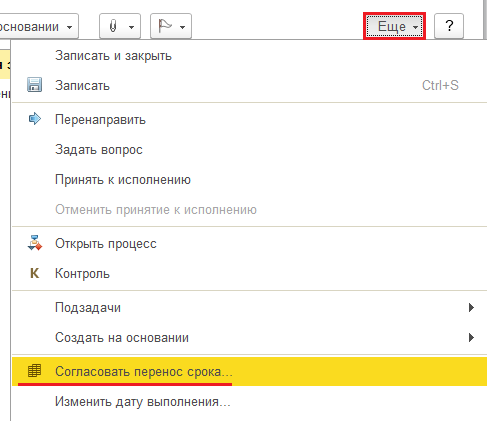 основании
Еще
?
Записать и закрыть
Записать Ctrl+S
Перенаправить
Задать вопрос
Принять к исполнению
Отменить принятие к исполнению
Открыть процесс
К Контроль
Подзадачи
Создать на основании
Согласовать перенос срока...
Изменить дату выполнения...